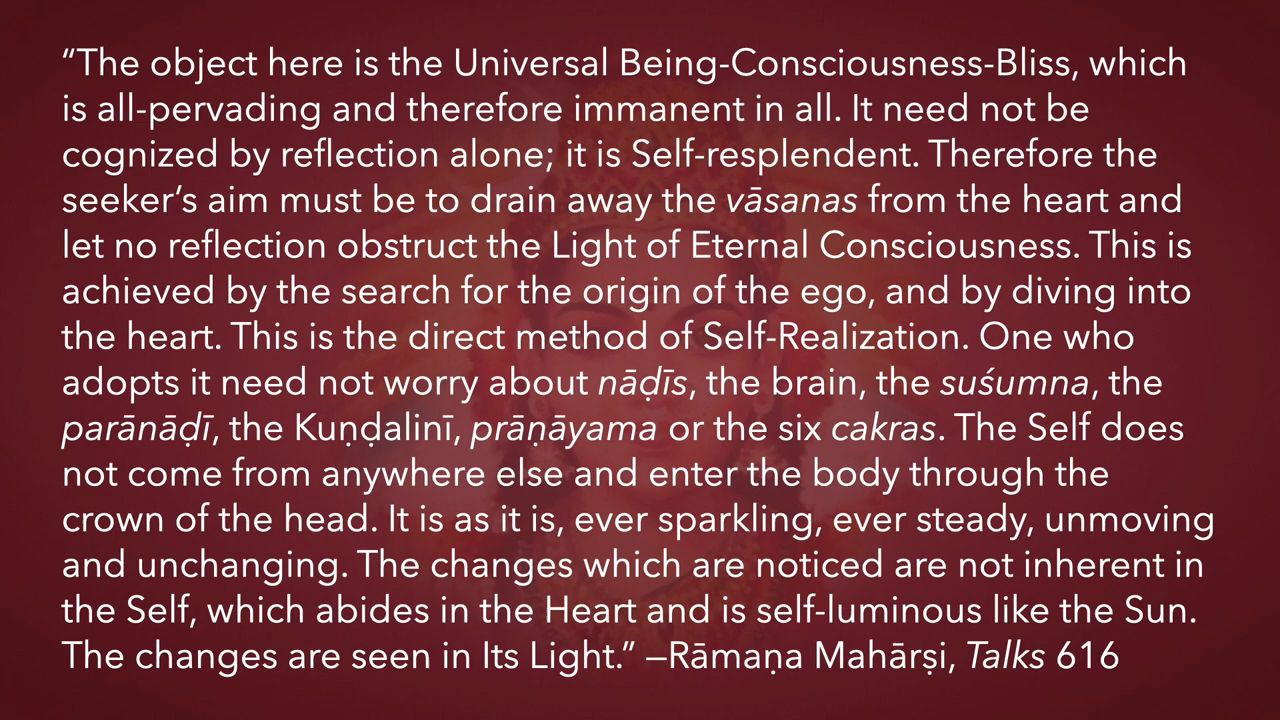 “The object here is the Universal Being-Consciousness-Bliss, which
is all-pervading and therefore immanent in all. It need not be
cognized by reflection alone; it is Self-resplendent. Therefore the
seeker’s aim must be to drain away the vāsanas from the heart and
let no reflection obstruct the Light of Eternal Consciousness. This is
achieved by the search for the origin of the ego, and by diving into
the heart. This is the direct method of Self-Realization. One who
adopts it need not worry about nāḍīs, the brain, the suśumna, the
parānāḍī, the Kuṇḍalinī, prāṇāyama or the six cakras. The Self does
not come from anywhere else and enter the body through the
crown of the head. It is as it is, ever sparkling, ever steady, unmoving
and unchanging. The changes which are noticed are not inherent in
the Self, which abides in the Heart and is self-luminous like the Sun.
The changes are seen in Its Light.” —Rāmaṇa Mahārṣi, Talks 616